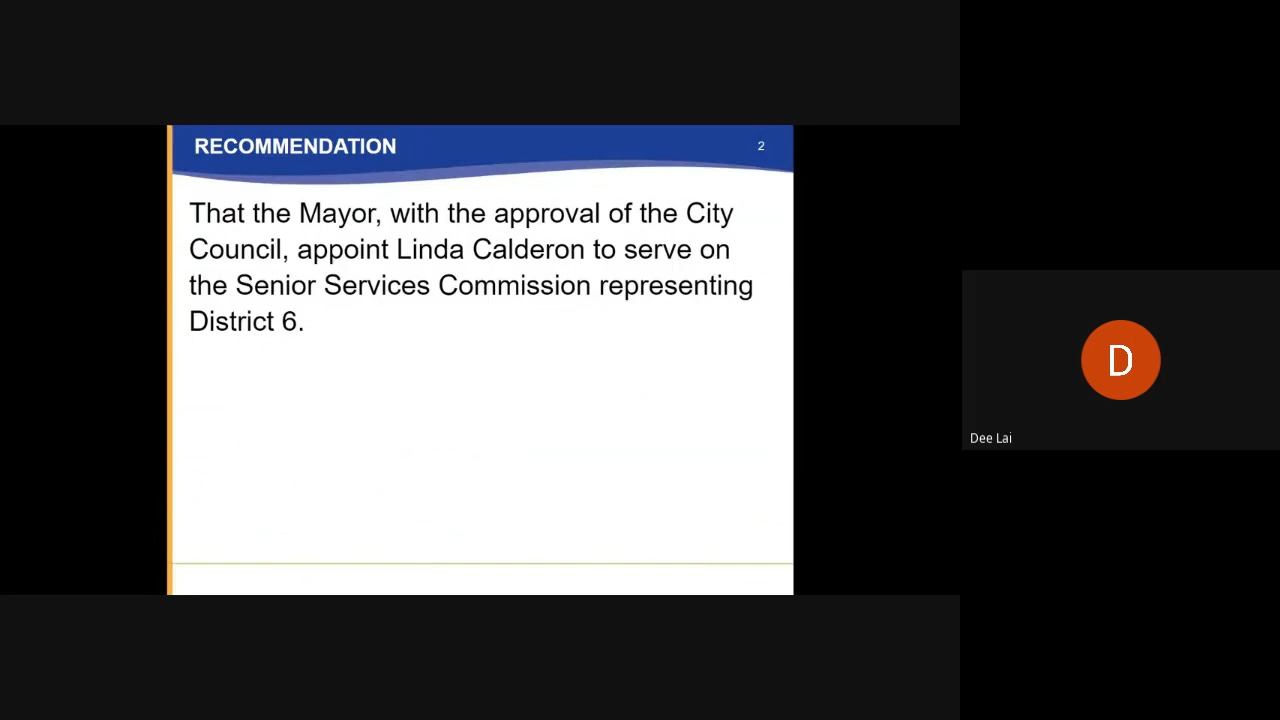 RECOMMENDATION
2
That the Mayor, with the approval of the City
Council, appoint Linda Calderon to serve on
the Senior Services Commission representing
District 6.
D
Dee Lai